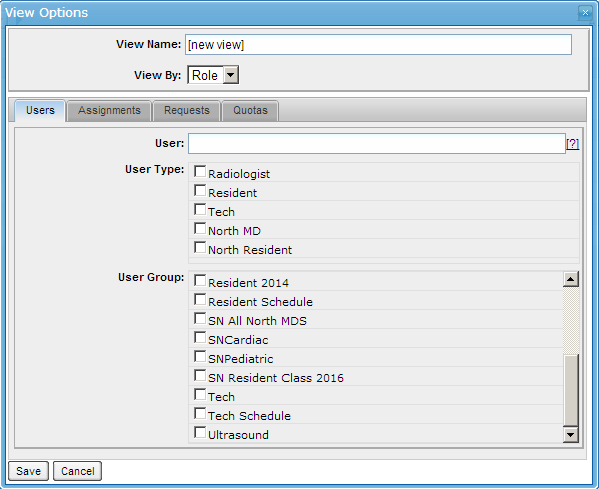 View Options
View Name: [new view]
View By: Role
Users Assignments Requests Quotas
User: [?]
User Type: Radiologist
Resident
Tech
North MD
North Resident
User Group: Resident 2014
Resident Schedule
SN All North MDS
SNCardiac
SNPediatric
SN Resident Class 2016
Tech
Tech Schedule
Ultrasound
Save Cancel